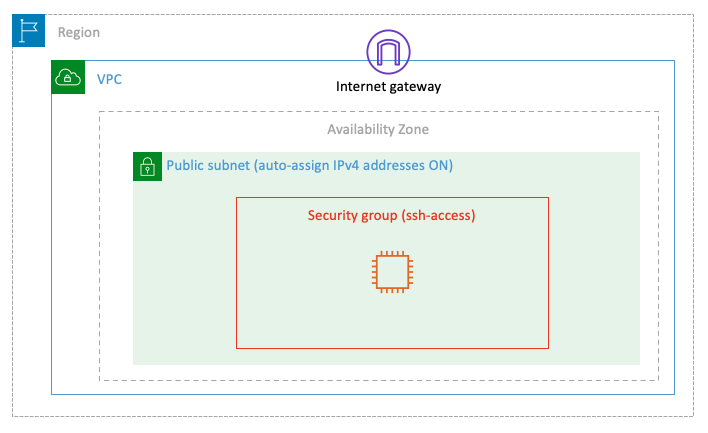 Region
Internet gateway
VPC
Availability Zone
Public subnet (auto-assign IPv4 addresses ON)
Security group (ssh-access)